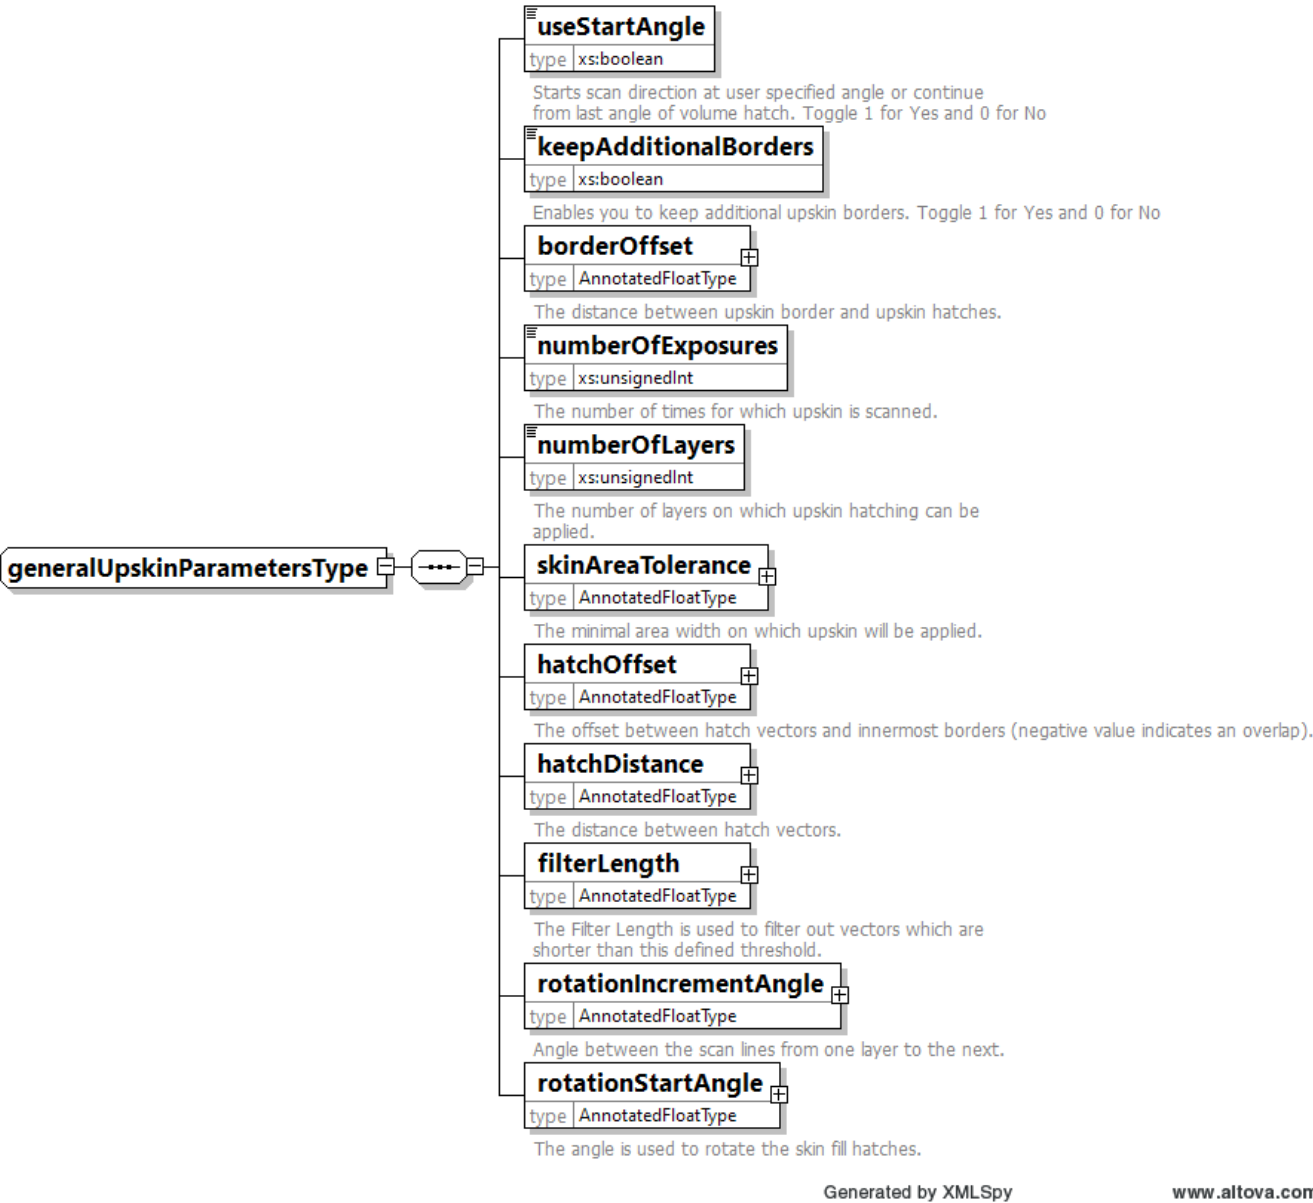 useStartAngle
type xs:boolean
Starts scan direction at user specified angle or continue
from last angle of volume hatch. Toggle 1 for Yes and 0 for No
keepAdditionalBorders
type xs:boolean
Enables you to keep additional upskin borders. Toggle 1 for Yes and 0 for No
borderOffset
type AnnotatedFloatType
The distance between upskin border and upskin hatches.
numberOfExposures
type xs:unsignedInt
The number of times for which upskin is scanned.
numberOfLayers
type xs:unsignedInt
The number of layers on which upskin hatching can be
applied.
generalUpskinParametersType
skinAreaTolerance
type AnnotatedFloatType
The minimal area width on which upskin will be applied.
hatchOffset
type AnnotatedFloatType
The offset between hatch vectors and innermost borders (negative value indicates an overlap).
hatchDistance
type AnnotatedFloatType
The distance between hatch vectors.
filterLength
type AnnotatedFloatType
The Filter Length is used to filter out vectors which are
shorter than this defined threshold.
rotationIncrementAngle
type AnnotatedFloatType
Angle between the scan lines from one layer to the next.
rotationStartAngle
type AnnotatedFloatType
The angle is used to rotate the skin fill hatches.
Generated by XMLSpy www.altova.com